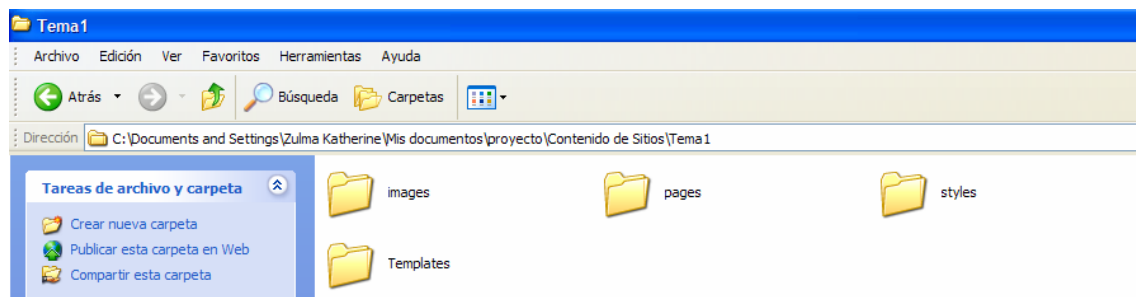 Tema1
Archivo Edición Ver Favoritos Herramientas Ayuda
Atrás Búsqueda Carpetas
Dirección C:\Documents and Settings\Zulma Katherine\Mis documentos\proyecto\Contenido de Sitios\Tema1
Tareas de archivo y carpeta
Crear nueva carpeta
Publicar esta carpeta en Web
Compartir esta carpeta
images pages styles
Templates